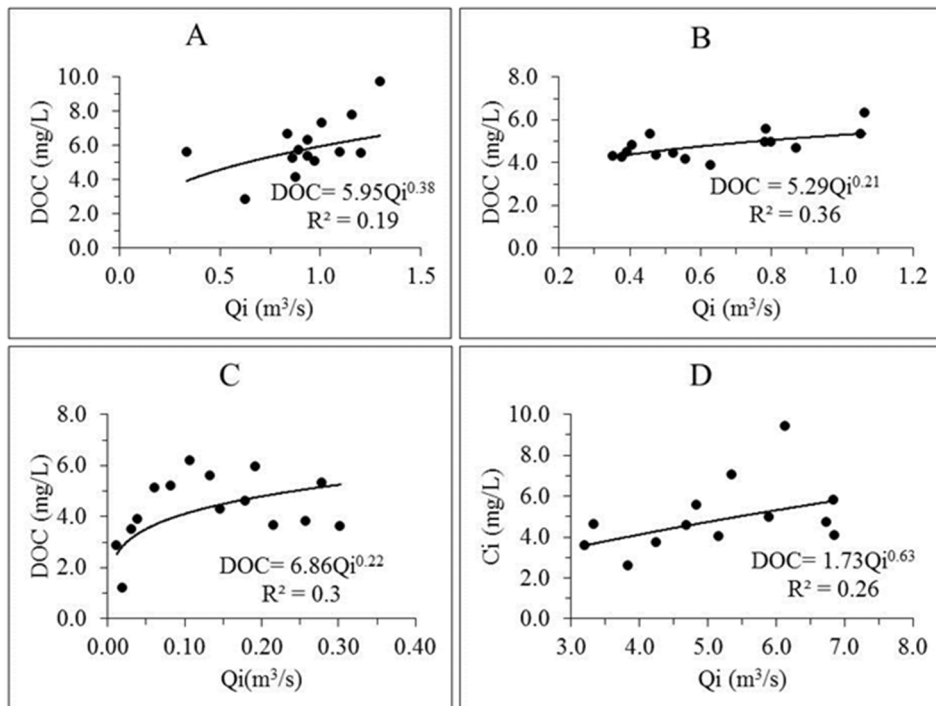 A
DOC (mg/L)
10.0
8.0
6.0
4.0
2.0
0.0
DOC= 5.95Qi^0.38
R² = 0.19
0.0 0.5 1.0 1.5
Qi (m³/s)
B
DOC (mg/L)
8.0
6.0
4.0
2.0
0.0
DOC = 5.29Qi^0.21
R² = 0.36
0.2 0.4 0.6 0.8 1.0 1.2
Qi (m³/s)
C
DOC (mg/L)
8.0
6.0
4.0
2.0
0.0
DOC= 6.86Qi^0.22
R² = 0.3
0.00 0.10 0.20 0.30 0.40
Qi(m³/s)
D
Ci (mg/L)
10.0
8.0
6.0
4.0
2.0
0.0
DOC= 1.73Qi^0.63
R² = 0.26
3.0 4.0 5.0 6.0 7.0 8.0
Qi (m³/s)